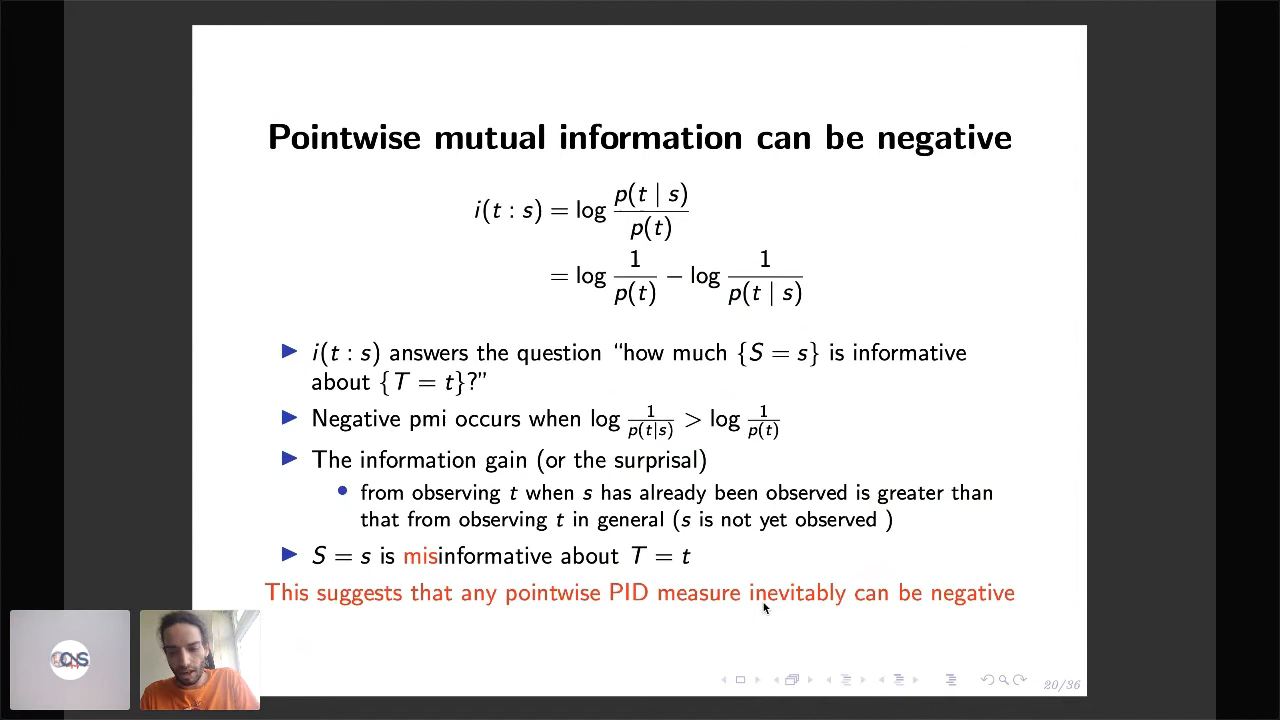 Pointwise mutual information can be negative
i(t : s) = log p(t | s) / p(t)
= log 1 / p(t) − log 1 / p(t | s)
▶ i(t : s) answers the question “how much {S = s} is informative
about {T = t}?”
▶ Negative pmi occurs when log 1 / p(t|s) > log 1 / p(t)
▶ The information gain (or the surprisal)
• from observing t when s has already been observed is greater than
that from observing t in general (s is not yet observed )
▶ S = s is misinformative about T = t
This suggests that any pointwise PID measure inevitably can be negative
20/36